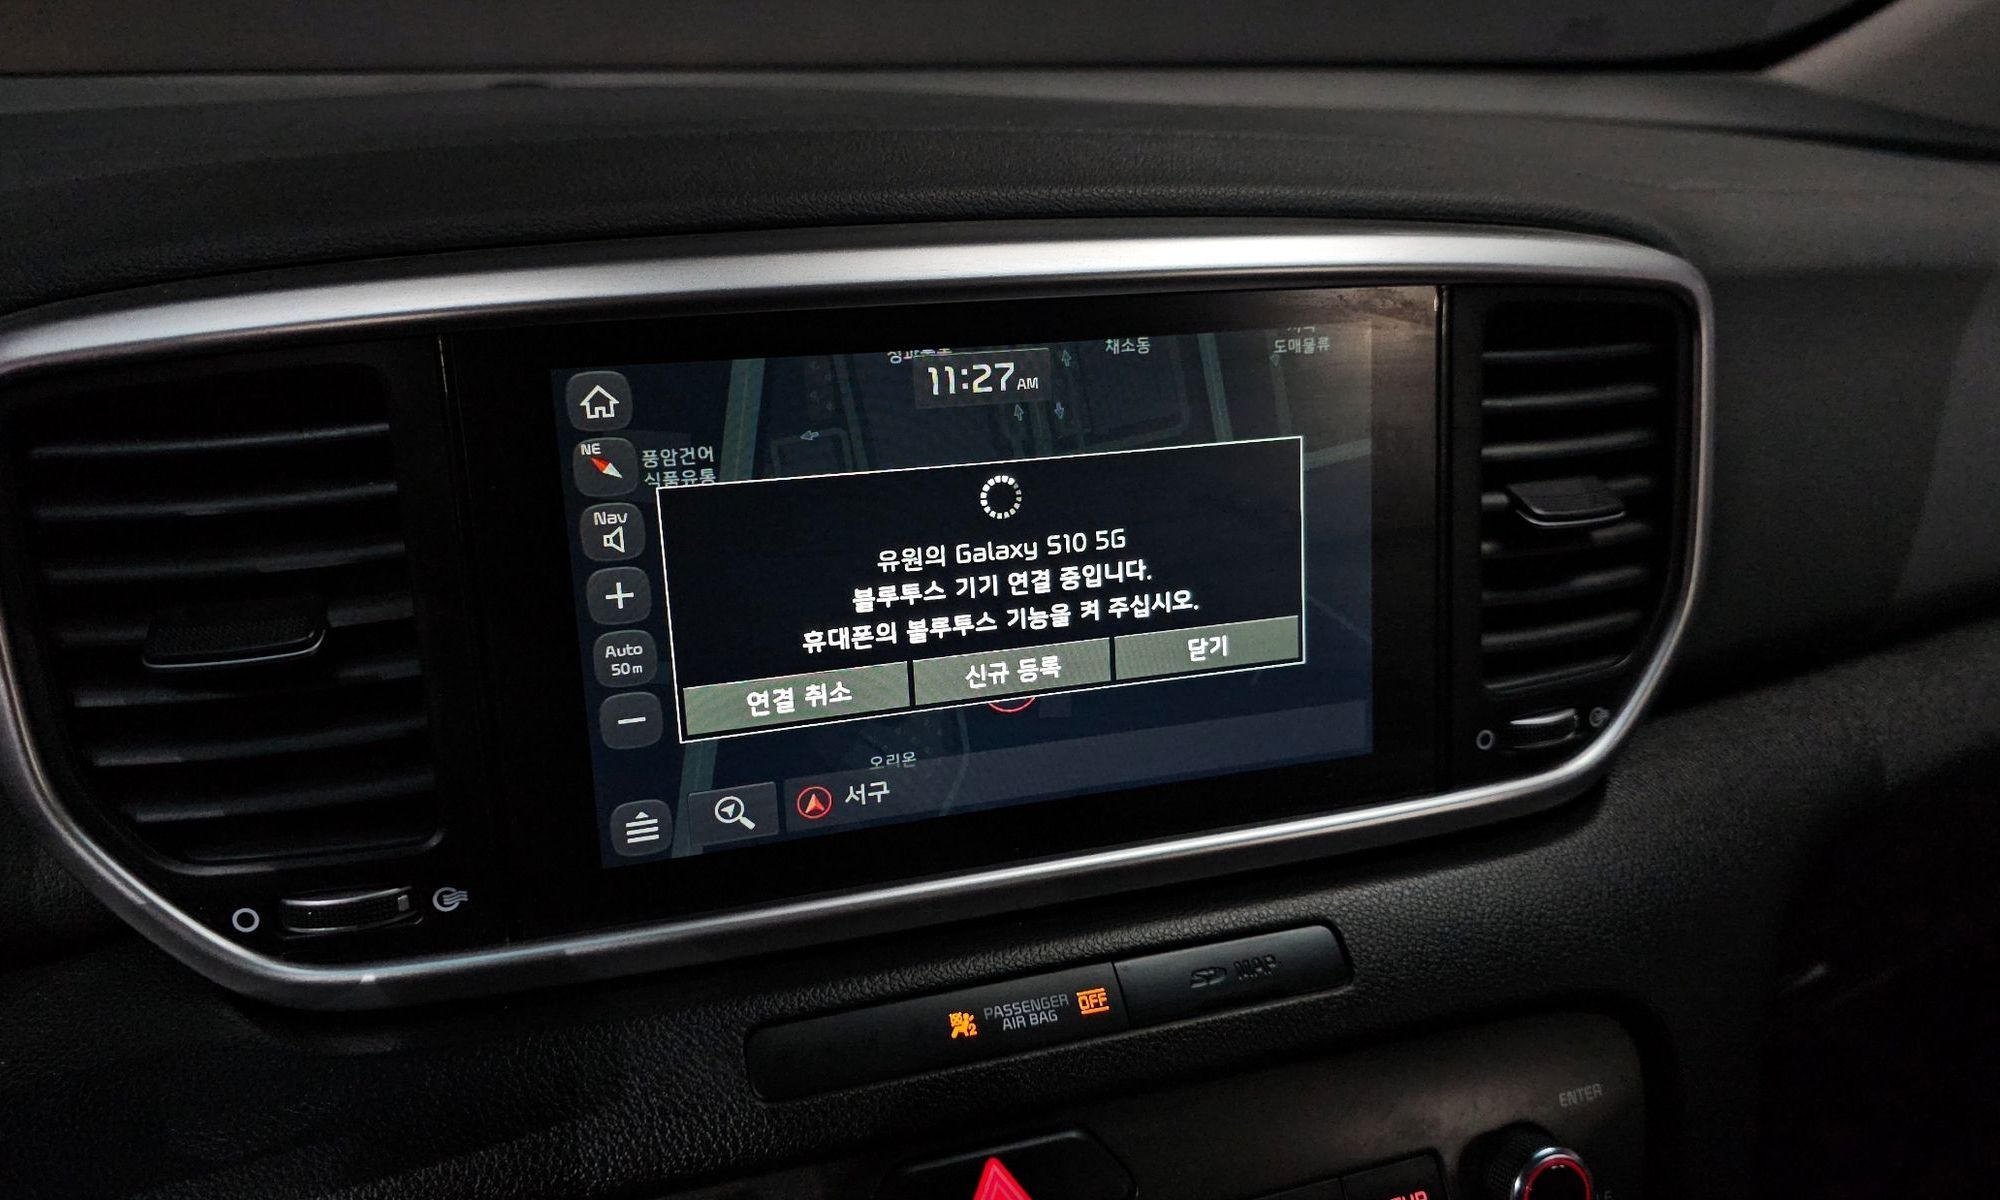 채소동
도매물류
11:27 AM
NE
풍암건어
식품유통
Nav
유원의 Galaxy S10 5G
블루투스 기기 연결 중입니다.
휴대폰의 블루투스 기능을 켜 주십시오.
연결 취소
신규 등록
닫기
Auto
50m
오리온
서구
PASSENGER
AIR BAG
OFF
2
MAP
ENTER